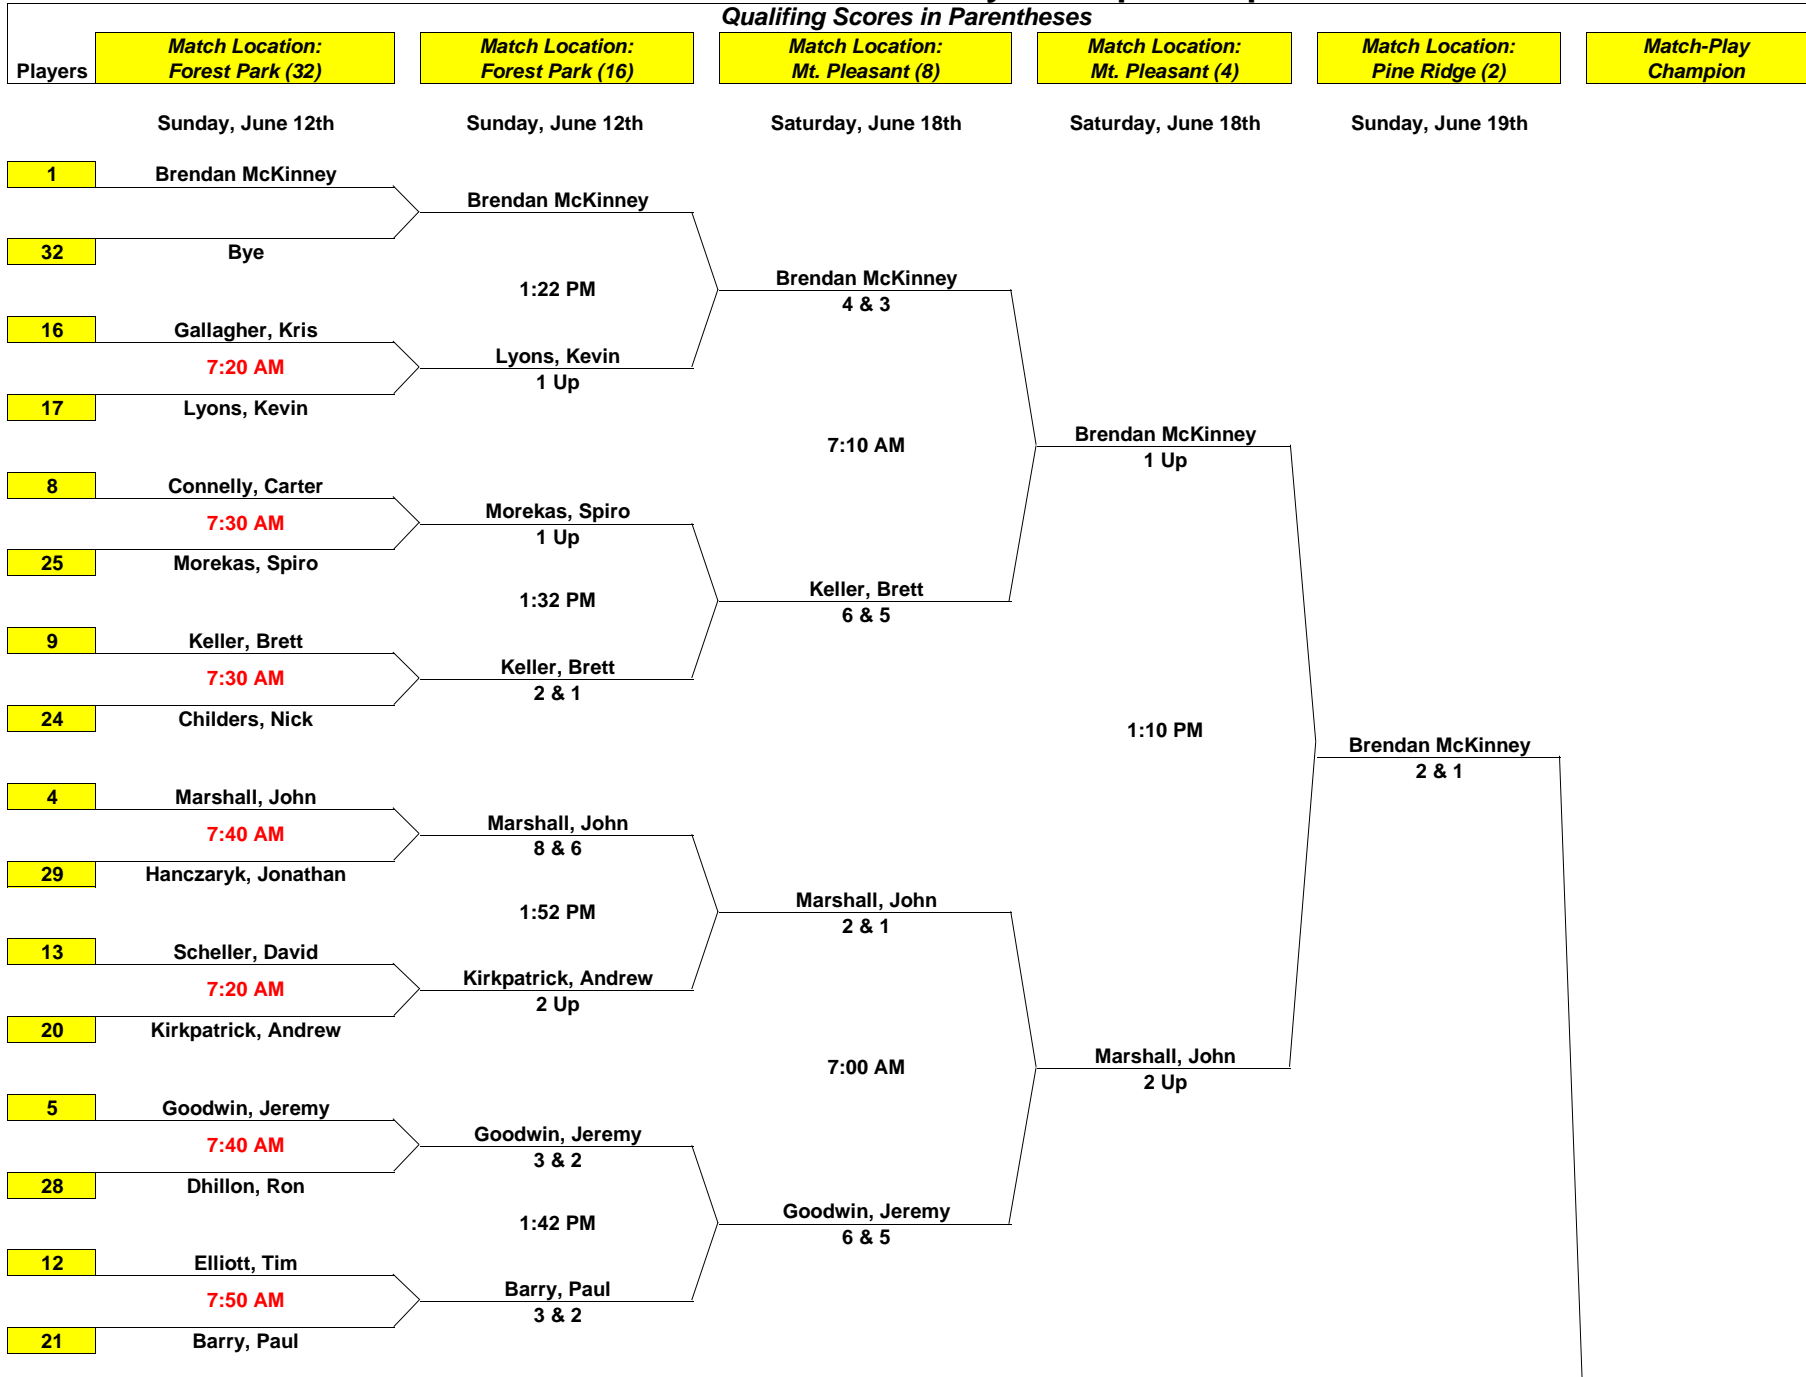 Qualifing Scores in Parentheses
Players
Match Location:
Forest Park (32)
Match Location:
Forest Park (16)
Match Location:
Mt. Pleasant (8)
Match Location:
Mt. Pleasant (4)
Match Location:
Pine Ridge (2)
Match-Play
Champion
Sunday, June 12th
Sunday, June 12th
Saturday, June 18th
Saturday, June 18th
Sunday, June 19th
1 Brendan McKinney
Brendan McKinney
32 Bye
1:22 PM
Brendan McKinney
4 & 3
16 Gallagher, Kris
7:20 AM
Lyons, Kevin
1 Up
17 Lyons, Kevin
7:10 AM
Brendan McKinney
1 Up
8 Connelly, Carter
7:30 AM
Morekas, Spiro
1 Up
25 Morekas, Spiro
1:32 PM
Keller, Brett
6 & 5
9 Keller, Brett
7:30 AM
Keller, Brett
2 & 1
24 Childers, Nick
1:10 PM
Brendan McKinney
2 & 1
4 Marshall, John
7:40 AM
Marshall, John
8 & 6
29 Hanczaryk, Jonathan
1:52 PM
Marshall, John
2 & 1
13 Scheller, David
7:20 AM
Kirkpatrick, Andrew
2 Up
20 Kirkpatrick, Andrew
7:00 AM
Marshall, John
2 Up
5 Goodwin, Jeremy
7:40 AM
Goodwin, Jeremy
3 & 2
28 Dhillon, Ron
1:42 PM
Goodwin, Jeremy
6 & 5
12 Elliott, Tim
7:50 AM
Barry, Paul
3 & 2
21 Barry, Paul